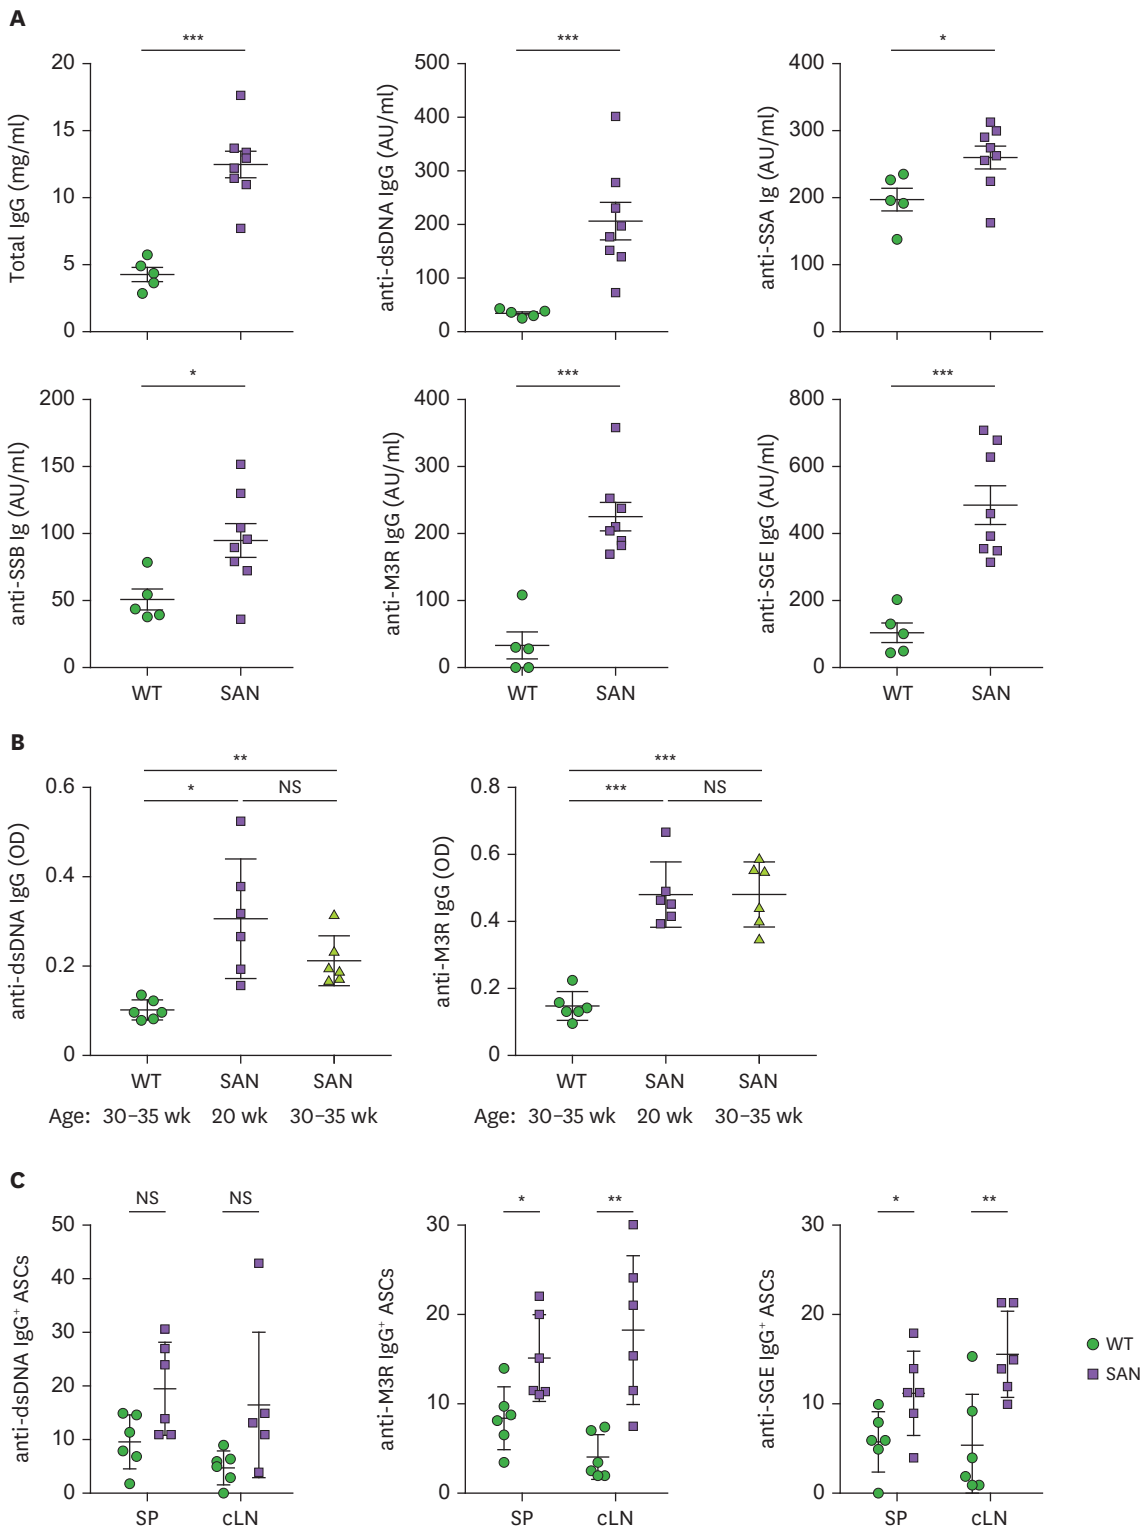 A
***
***
*
Total IgG (mg/ml)
20
15
10
5
0
anti-dsDNA IgG (AU/ml)
500
400
300
200
100
0
anti-SSA Ig (AU/ml)
400
300
200
100
0
*
***
***
anti-SSB Ig (AU/ml)
200
150
100
50
0
WT SAN
anti-M3R IgG (AU/ml)
400
300
200
100
0
WT SAN
anti-SGE IgG (AU/ml)
800
600
400
200
0
WT SAN
B
**
* NS
anti-dsDNA IgG (OD)
0.6
0.4
0.2
0
WT SAN SAN
Age: 30–35 wk 20 wk 30–35 wk
***
*** NS
anti-M3R IgG (OD)
0.8
0.6
0.4
0.2
0
WT SAN SAN
Age: 30–35 wk 20 wk 30–35 wk
C
NS NS
anti-dsDNA IgG⁺ ASCs
50
40
30
20
10
0
SP cLN
* **
anti-M3R IgG⁺ ASCs
30
20
10
0
SP cLN
* **
anti-SGE IgG⁺ ASCs
30
20
10
0
SP cLN
WT
SAN